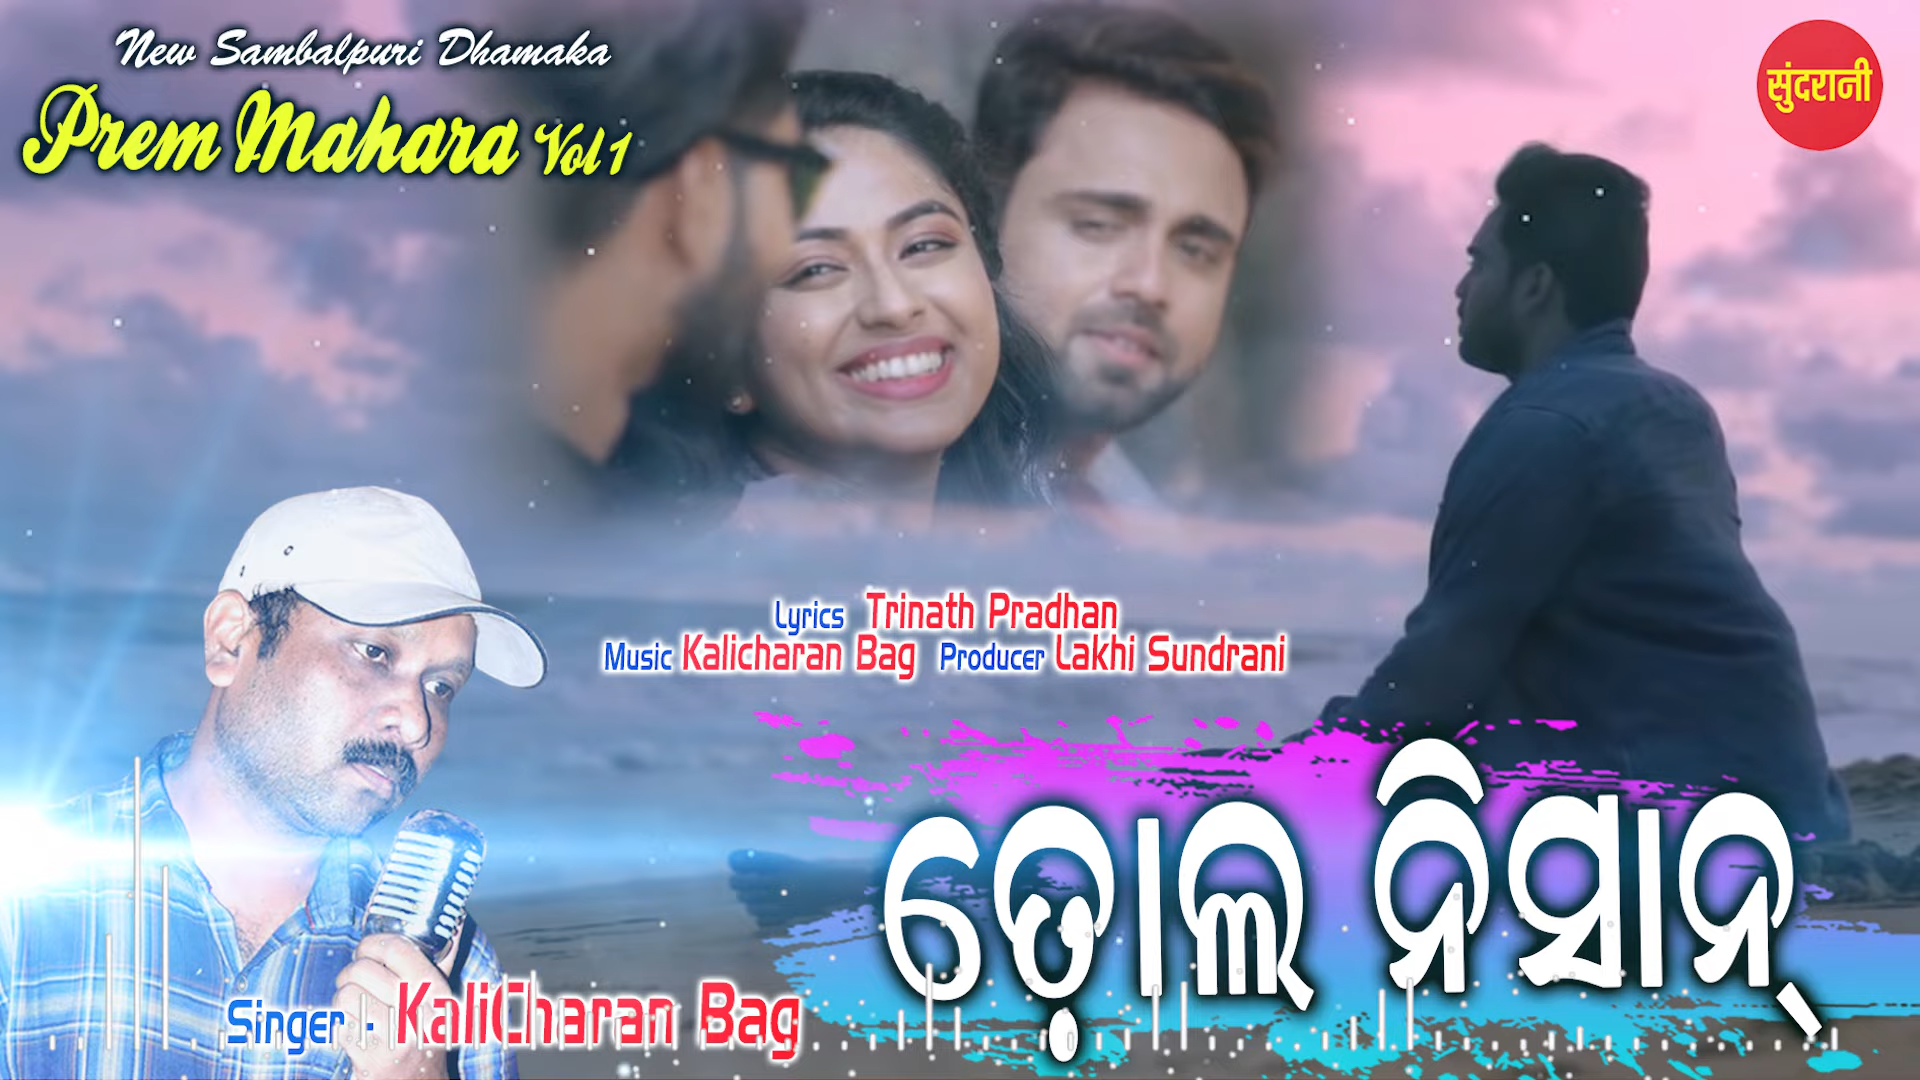 New Sambalpuri Dhamaka
Prem Mahara Vol 1
सुंदरानी
Lyrics Trinath Pradhan
Music Kalicharan Bag Producer Lakhi Sundrani
ଢ଼ୋଲ ନିସାନ୍
Singer - KaliCharan Bag